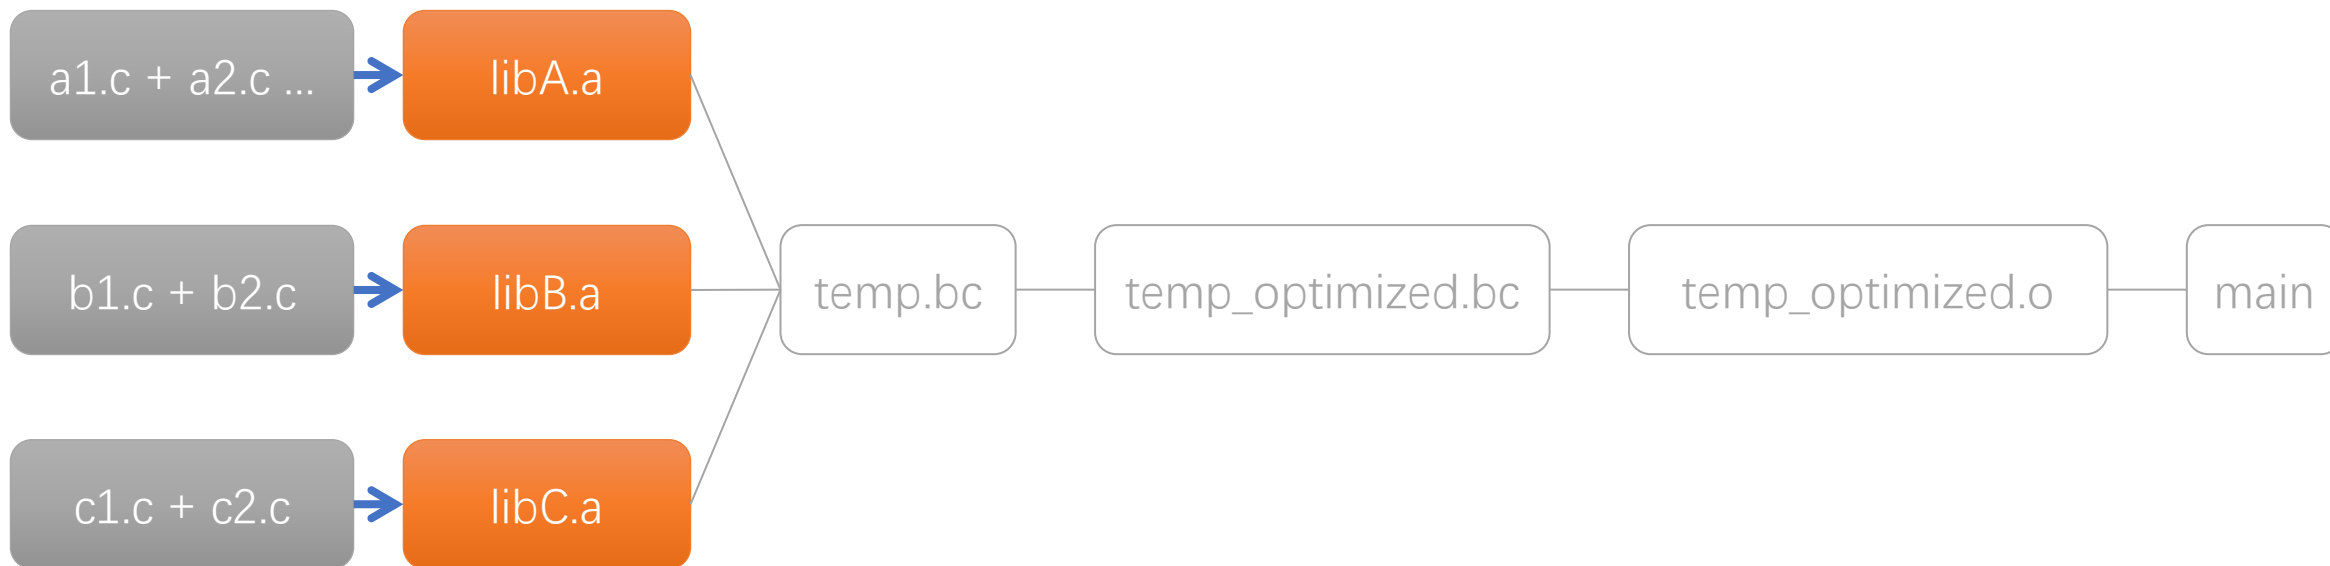 a1.c + a2.c ...
libA.a
b1.c + b2.c
libB.a
temp.bc
temp_optimized.bc
temp_optimized.o
main
c1.c + c2.c
libC.a